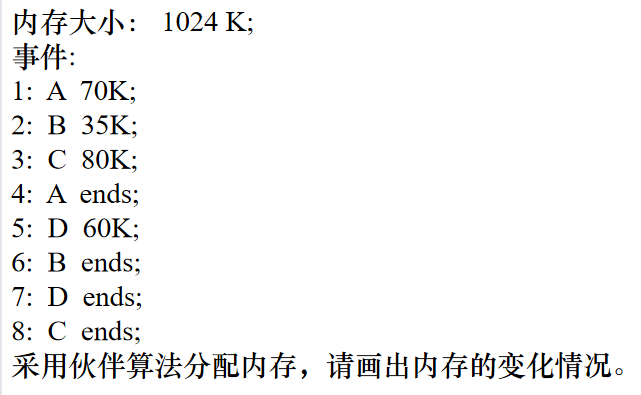 内存大小： 1024 K;
事件:
1: A 70K;
2: B 35K;
3: C 80K;
4: A ends;
5: D 60K;
6: B ends;
7: D ends;
8: C ends;
采用伙伴算法分配内存，请画出内存的变化情况。